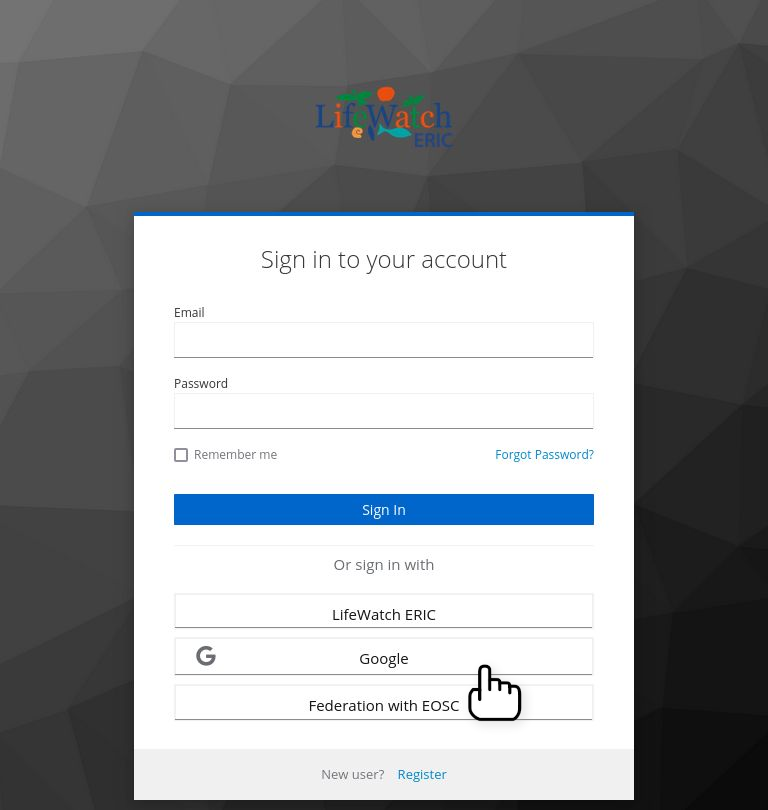 LifeWatch
ERIC
Sign in to your account
Email
Password
Remember me Forgot Password?
Sign In
Or sign in with
LifeWatch ERIC
Google
Federation with EOSC
New user? Register